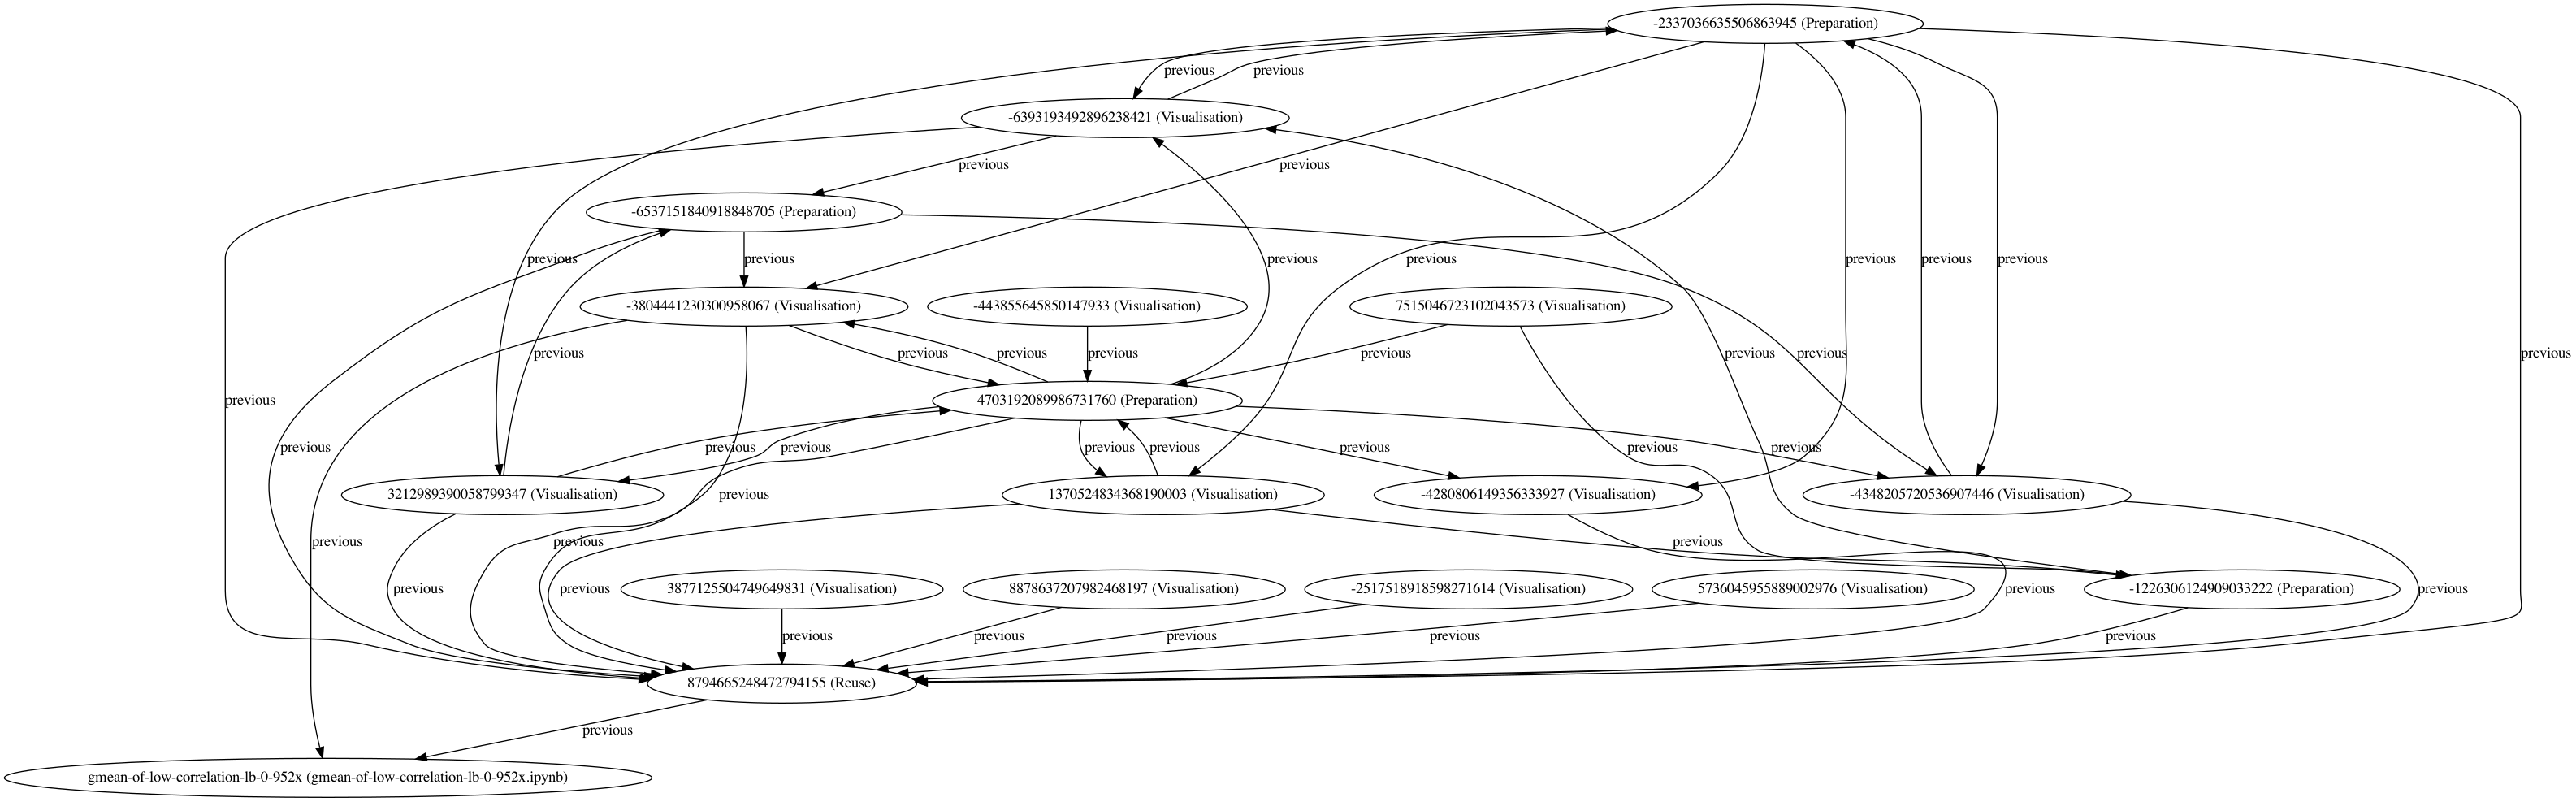 -2337036635506863945 (Preparation)
previous
previous
-6393193492896238421 (Visualisation)
previous
previous
-6537151840918848705 (Preparation)
previous
previous
previous
previous
previous
previous
previous
-3804441230300958067 (Visualisation)
-443855645850147933 (Visualisation)
7515046723102043573 (Visualisation)
previous
previous
previous
previous
previous
previous
previous
previous
previous
4703192089986731760 (Preparation)
previous
previous
previous
previous
previous
previous
previous
previous
3212989390058799347 (Visualisation)
1370524834368190003 (Visualisation)
-4280806149356333927 (Visualisation)
-4348205720536907446 (Visualisation)
previous
previous
previous
previous
previous
previous
previous
previous
3877125504749649831 (Visualisation)
8878637207982468197 (Visualisation)
-2517518918598271614 (Visualisation)
5736045955889002976 (Visualisation)
-1226306124909033222 (Preparation)
previous
previous
previous
previous
previous
8794665248472794155 (Reuse)
previous
gmean-of-low-correlation-lb-0-952x (gmean-of-low-correlation-lb-0-952x.ipynb)